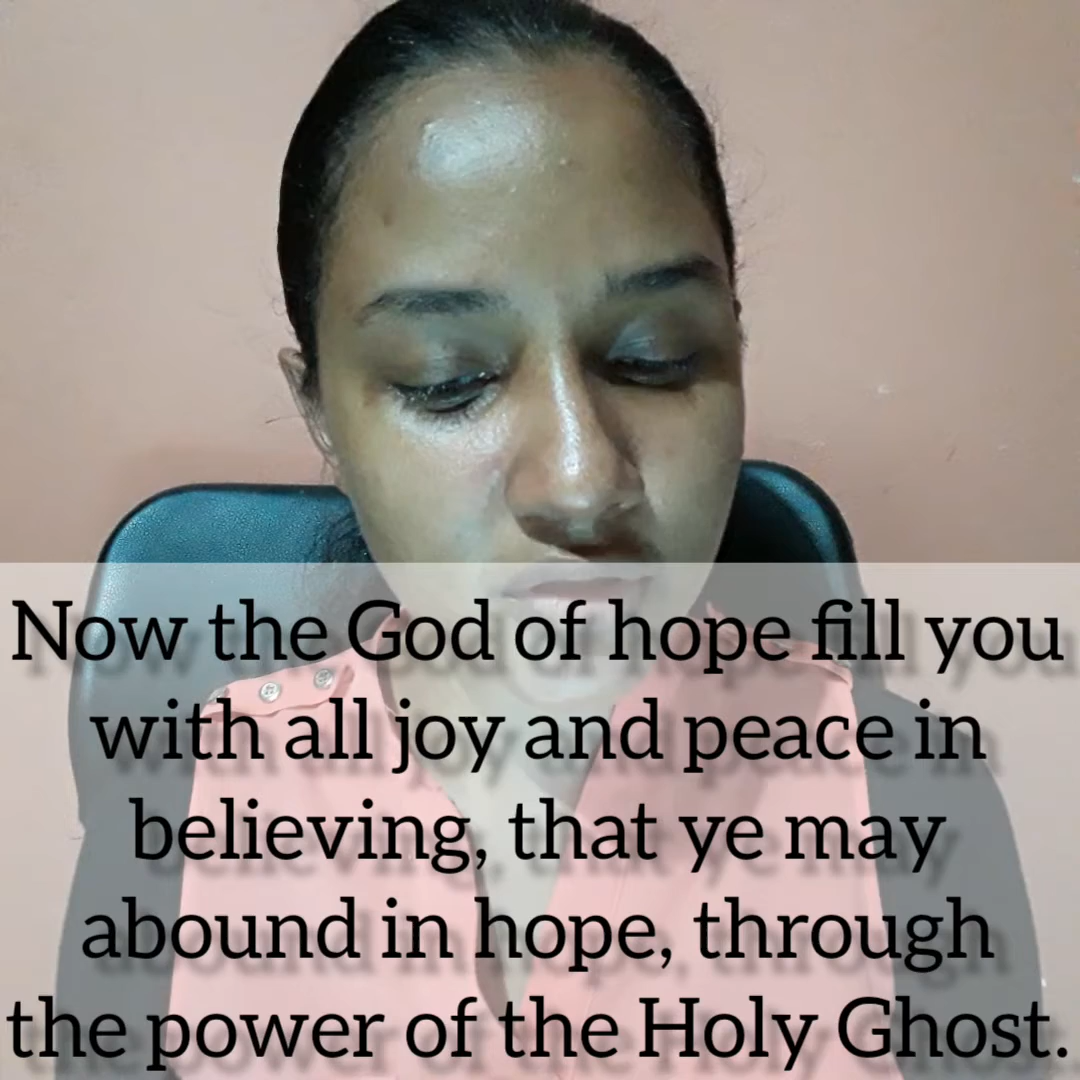 Now the God of hope fill you
with all joy and peace in
believing, that ye may
abound in hope, through
the power of the Holy Ghost.